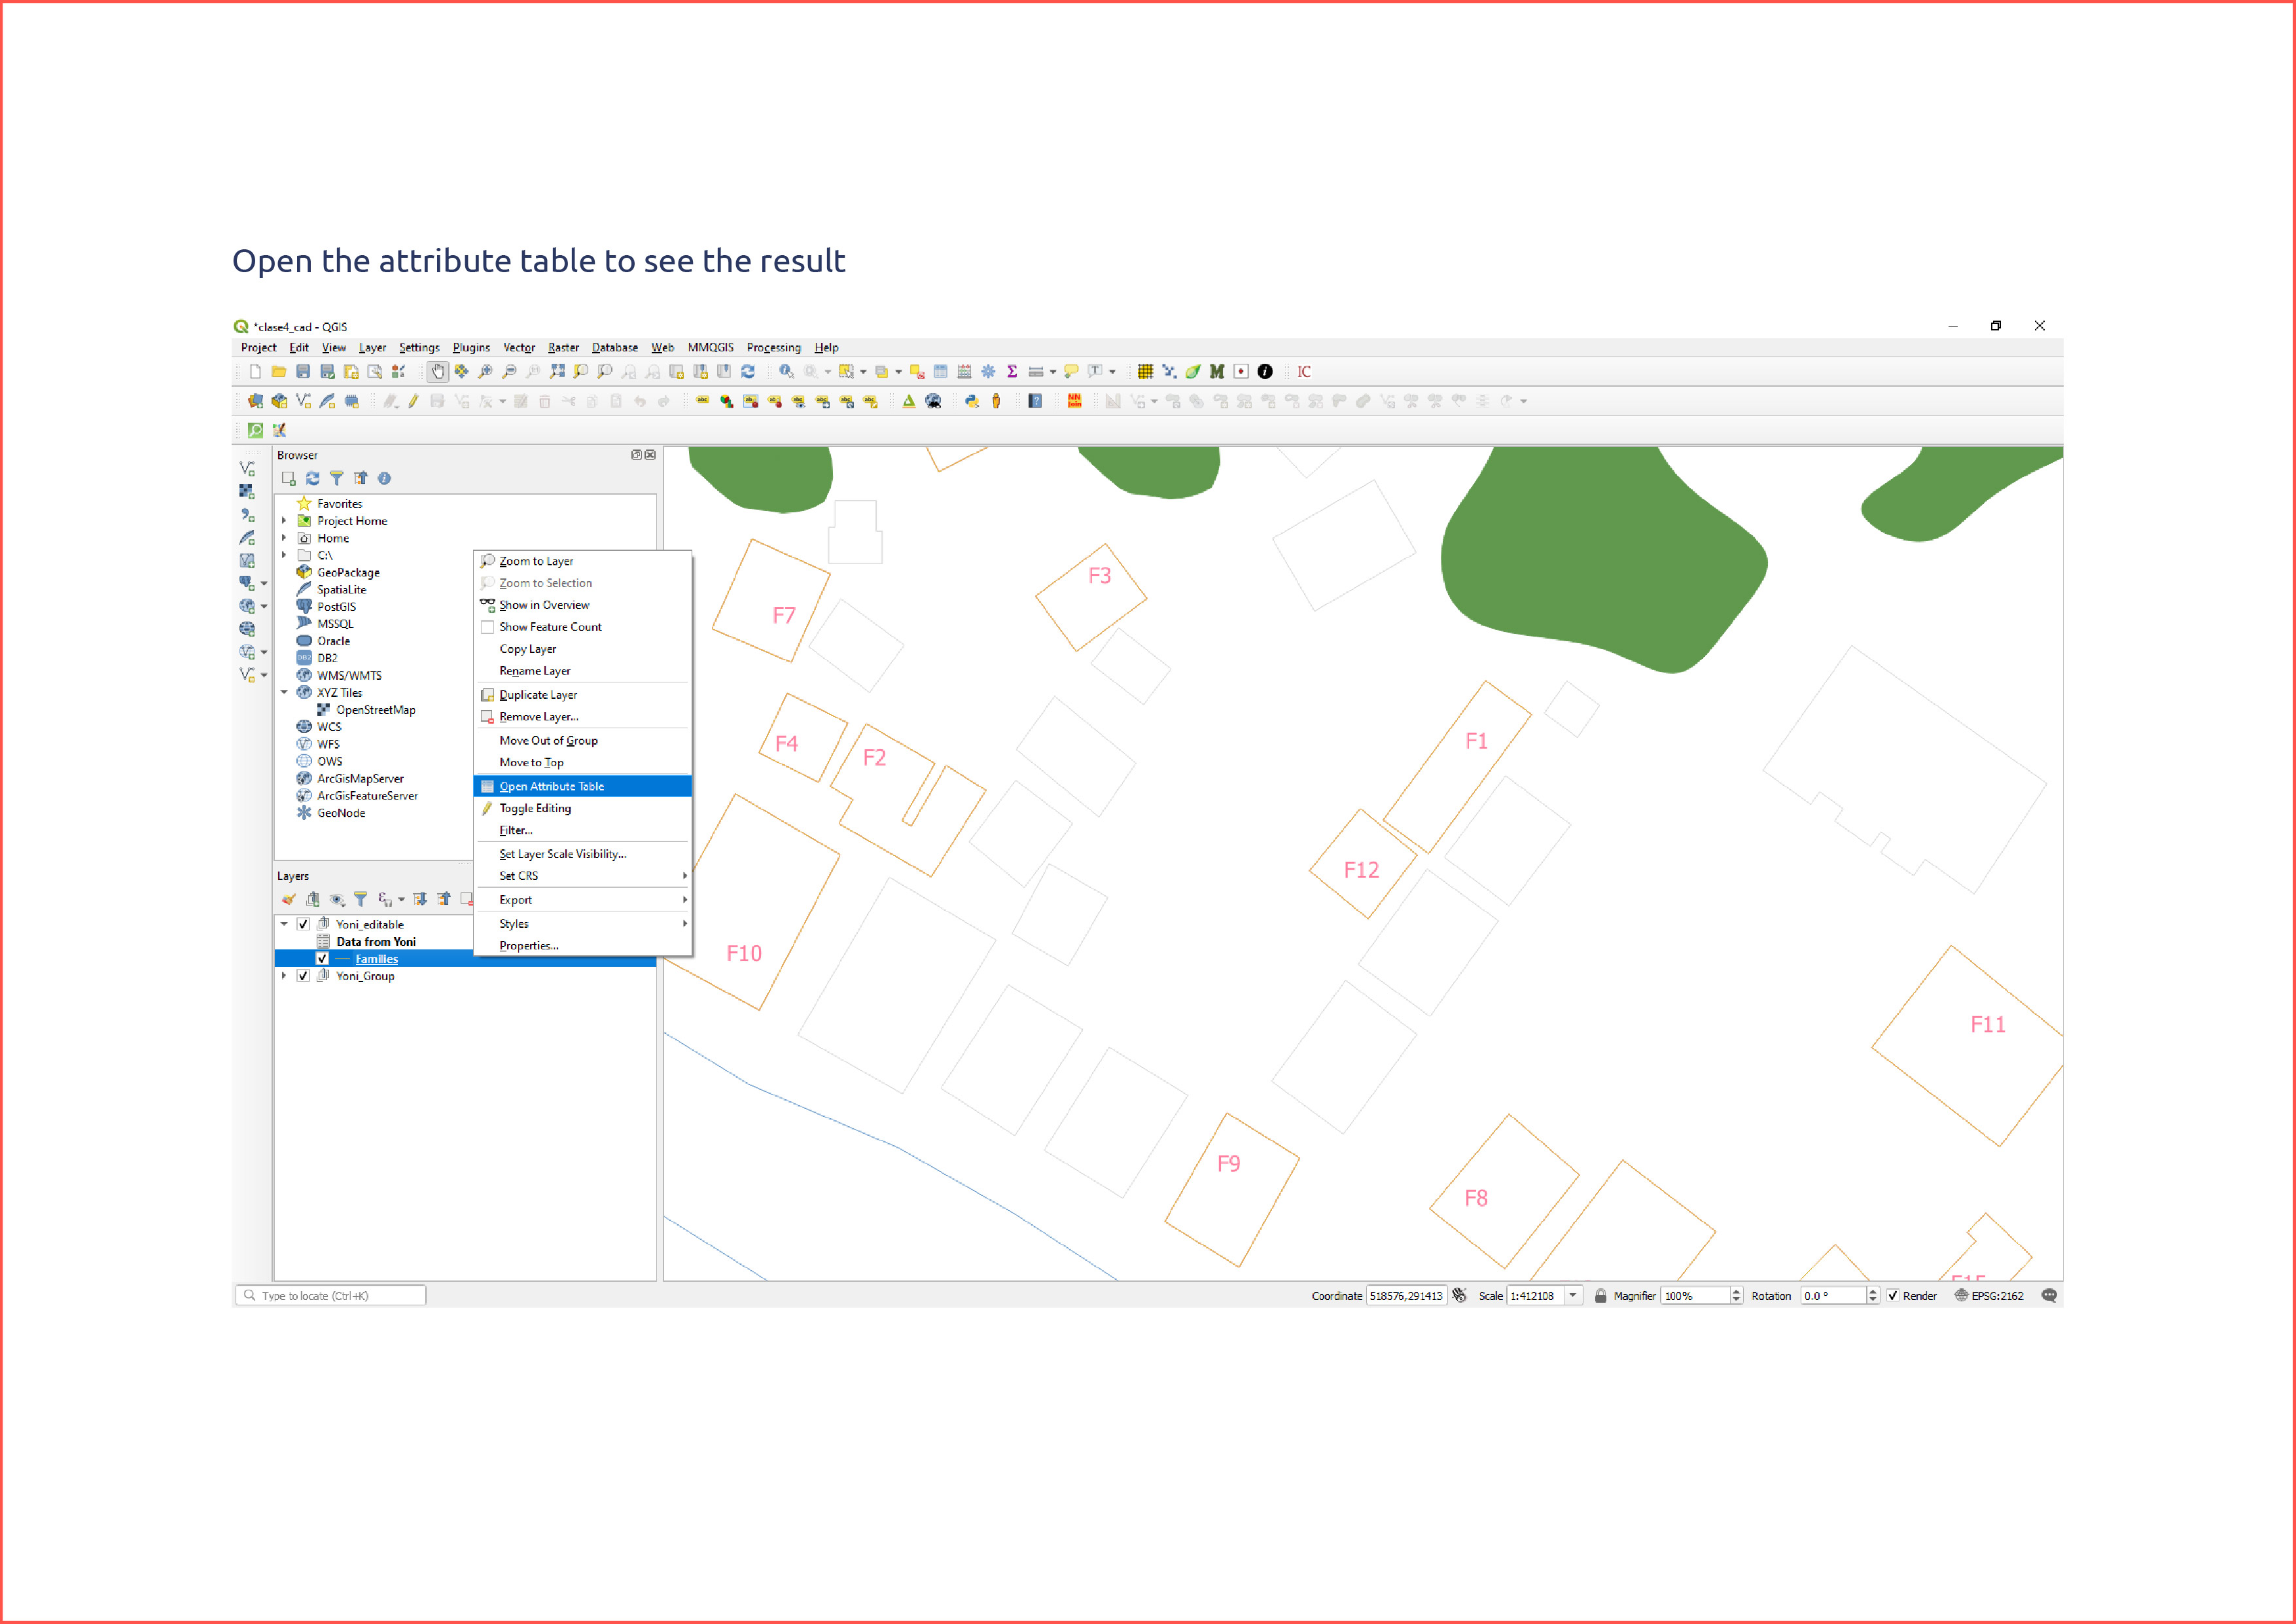 Open the attribute table to see the result
*clase4_cad - QGIS
Project Edit View Layer Settings Plugins Vector Raster Database Web MMQGIS Processing Help
IC
Browser
Favorites
Project Home
Home
C:\
GeoPackage
SpatiaLite
PostGIS
MSSQL
Oracle
DB2
WMS/WMTS
XYZ Tiles
OpenStreetMap
WCS
WFS
OWS
ArcGisMapServer
ArcGisFeatureServer
GeoNode
Zoom to Layer
Zoom to Selection
Show in Overview
Show Feature Count
Copy Layer
Rename Layer
Duplicate Layer
Remove Layer...
Move Out of Group
Move to Top
Open Attribute Table
Toggle Editing
Filter...
Set Layer Scale Visibility...
Set CRS
Export
Styles
Properties...
Layers
Yoni_editable
Data from Yoni
Families
Yoni_Group
F3
F7
F1
F4
F2
F12
F10
F11
F9
F8
Type to locate (Ctrl+K)
Coordinate 518576,291413 Scale 1:412108 Magnifier 100% Rotation 0.0 ° Render EPSG:2162